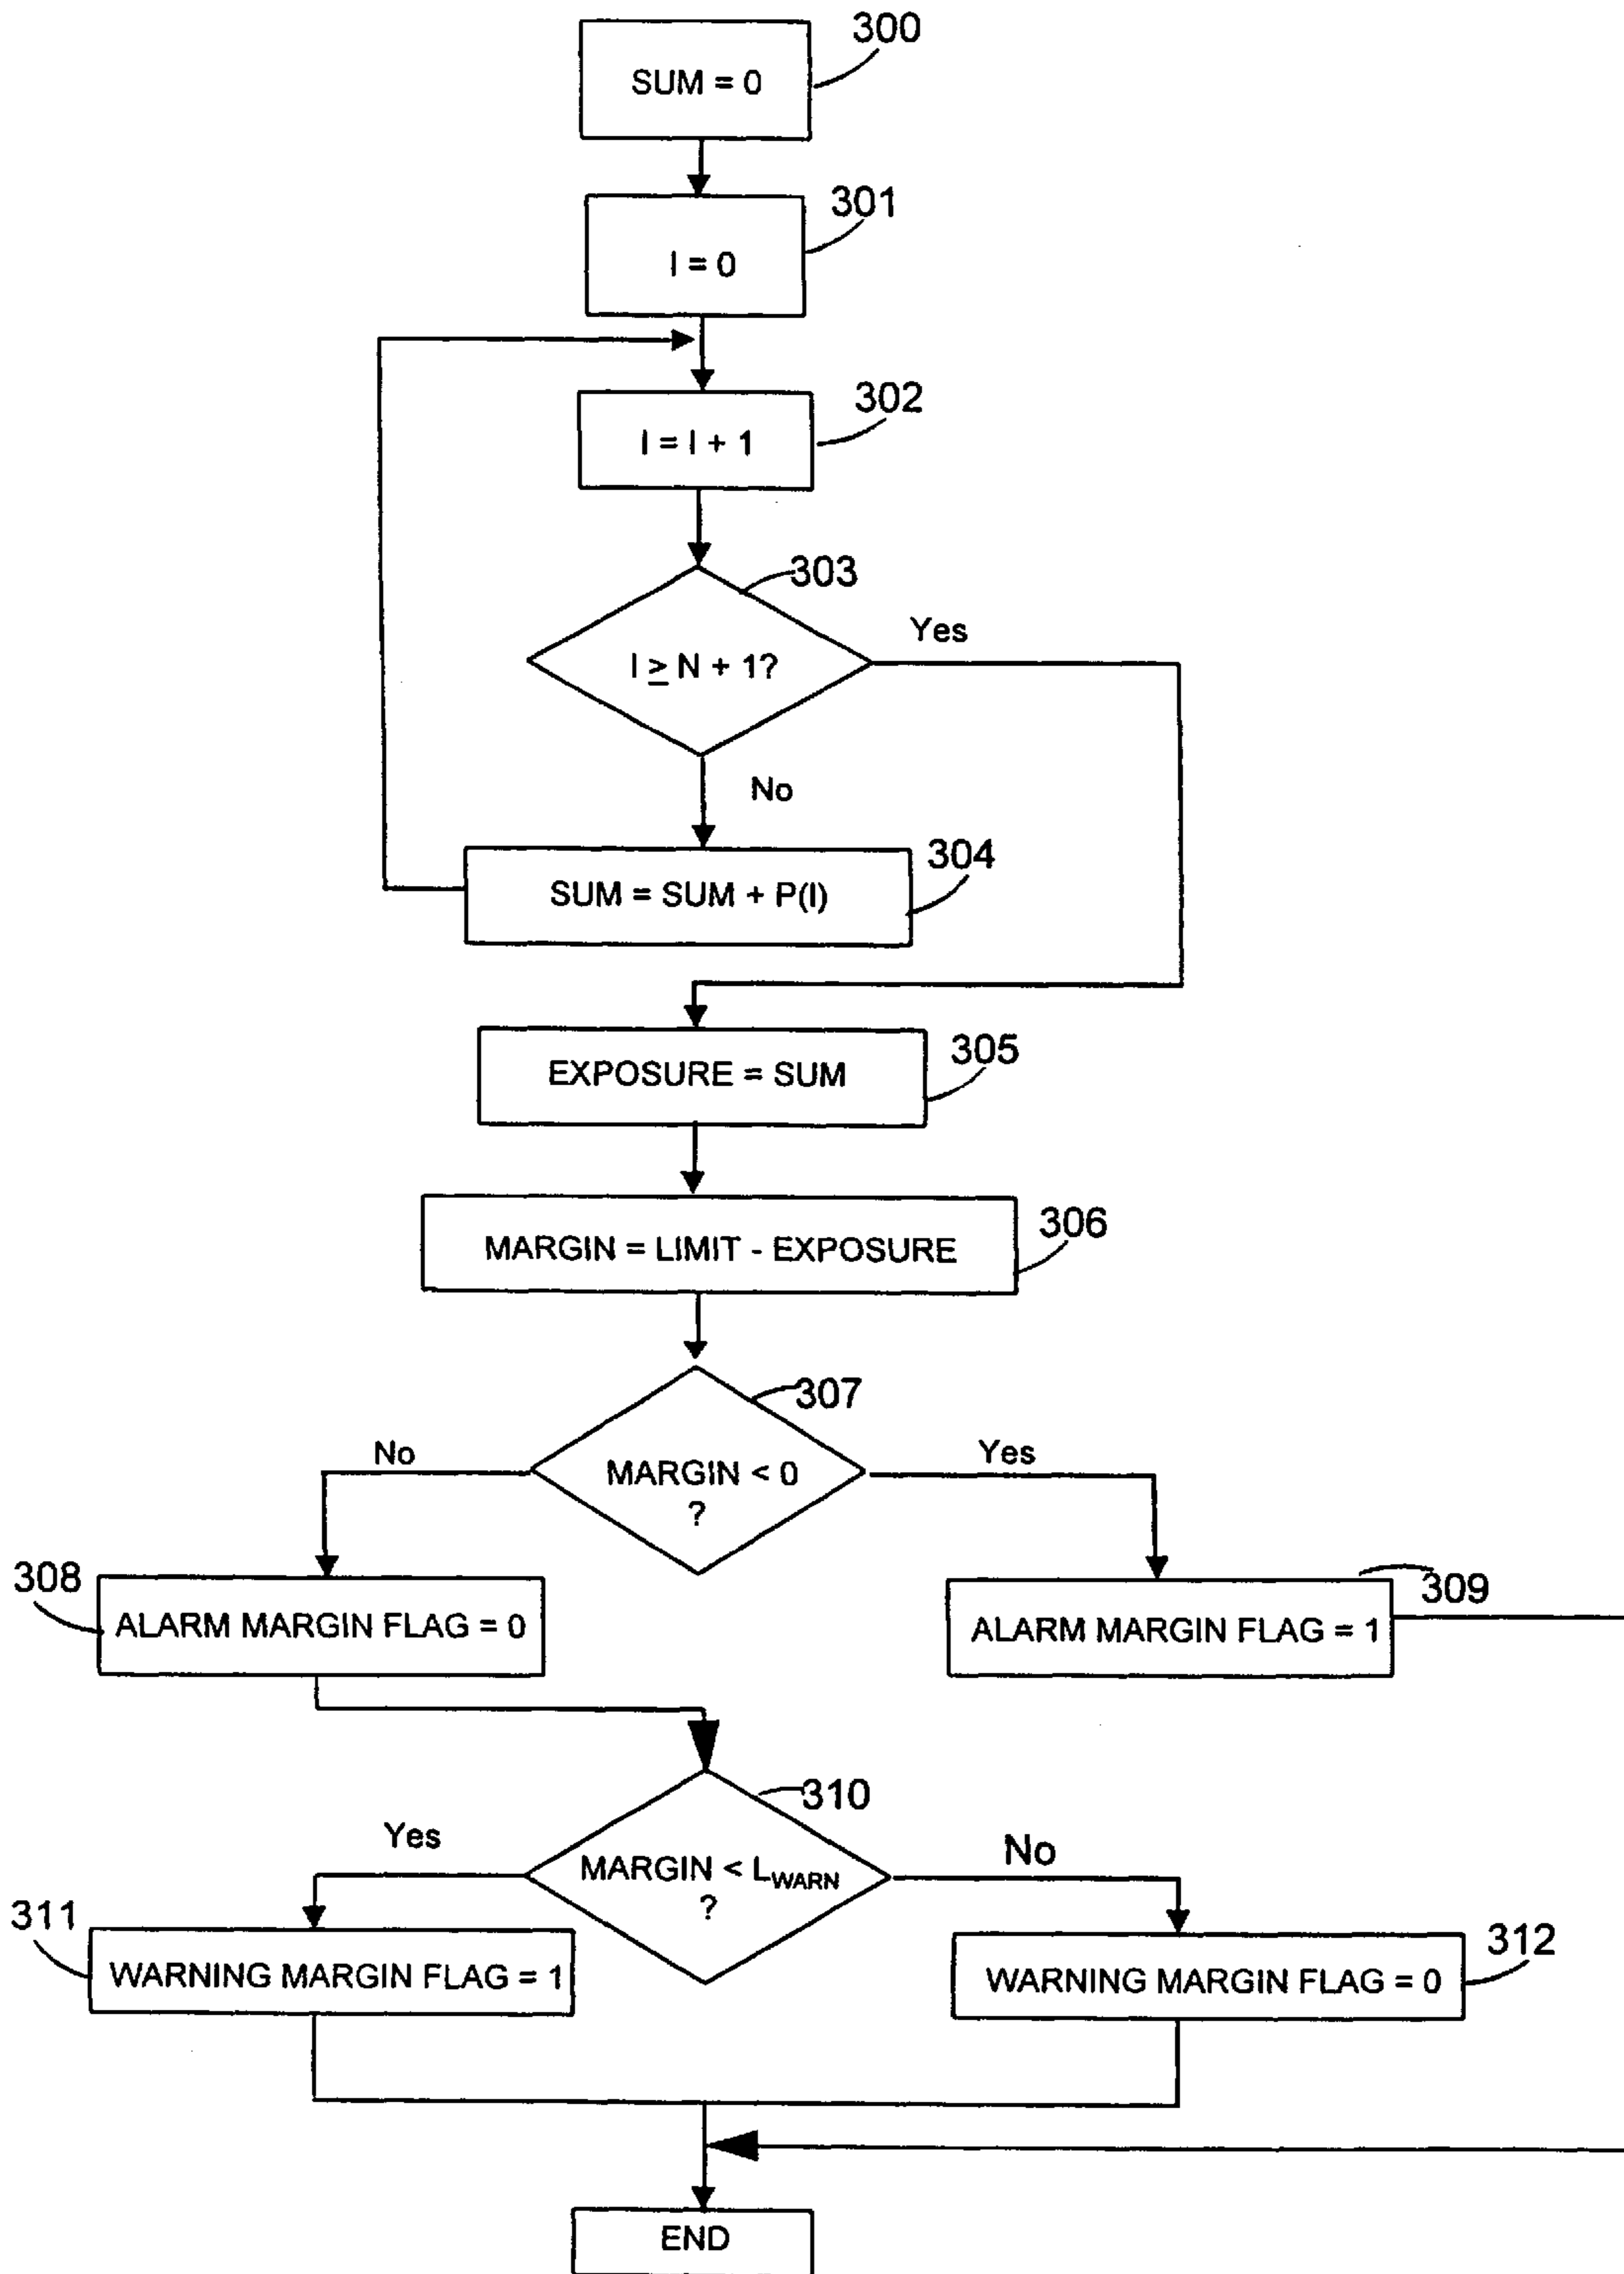 300
SUM = 0
301
I = 0
302
I = I + 1
303
Yes
I ≥ N + 1?
No
304
SUM = SUM + P(I)
305
EXPOSURE = SUM
306
MARGIN = LIMIT - EXPOSURE
307
No
Yes
MARGIN < 0
?
308
309
ALARM MARGIN FLAG = 0
ALARM MARGIN FLAG = 1
310
Yes
No
MARGIN < LWARN
?
311
312
WARNING MARGIN FLAG = 1
WARNING MARGIN FLAG = 0
END